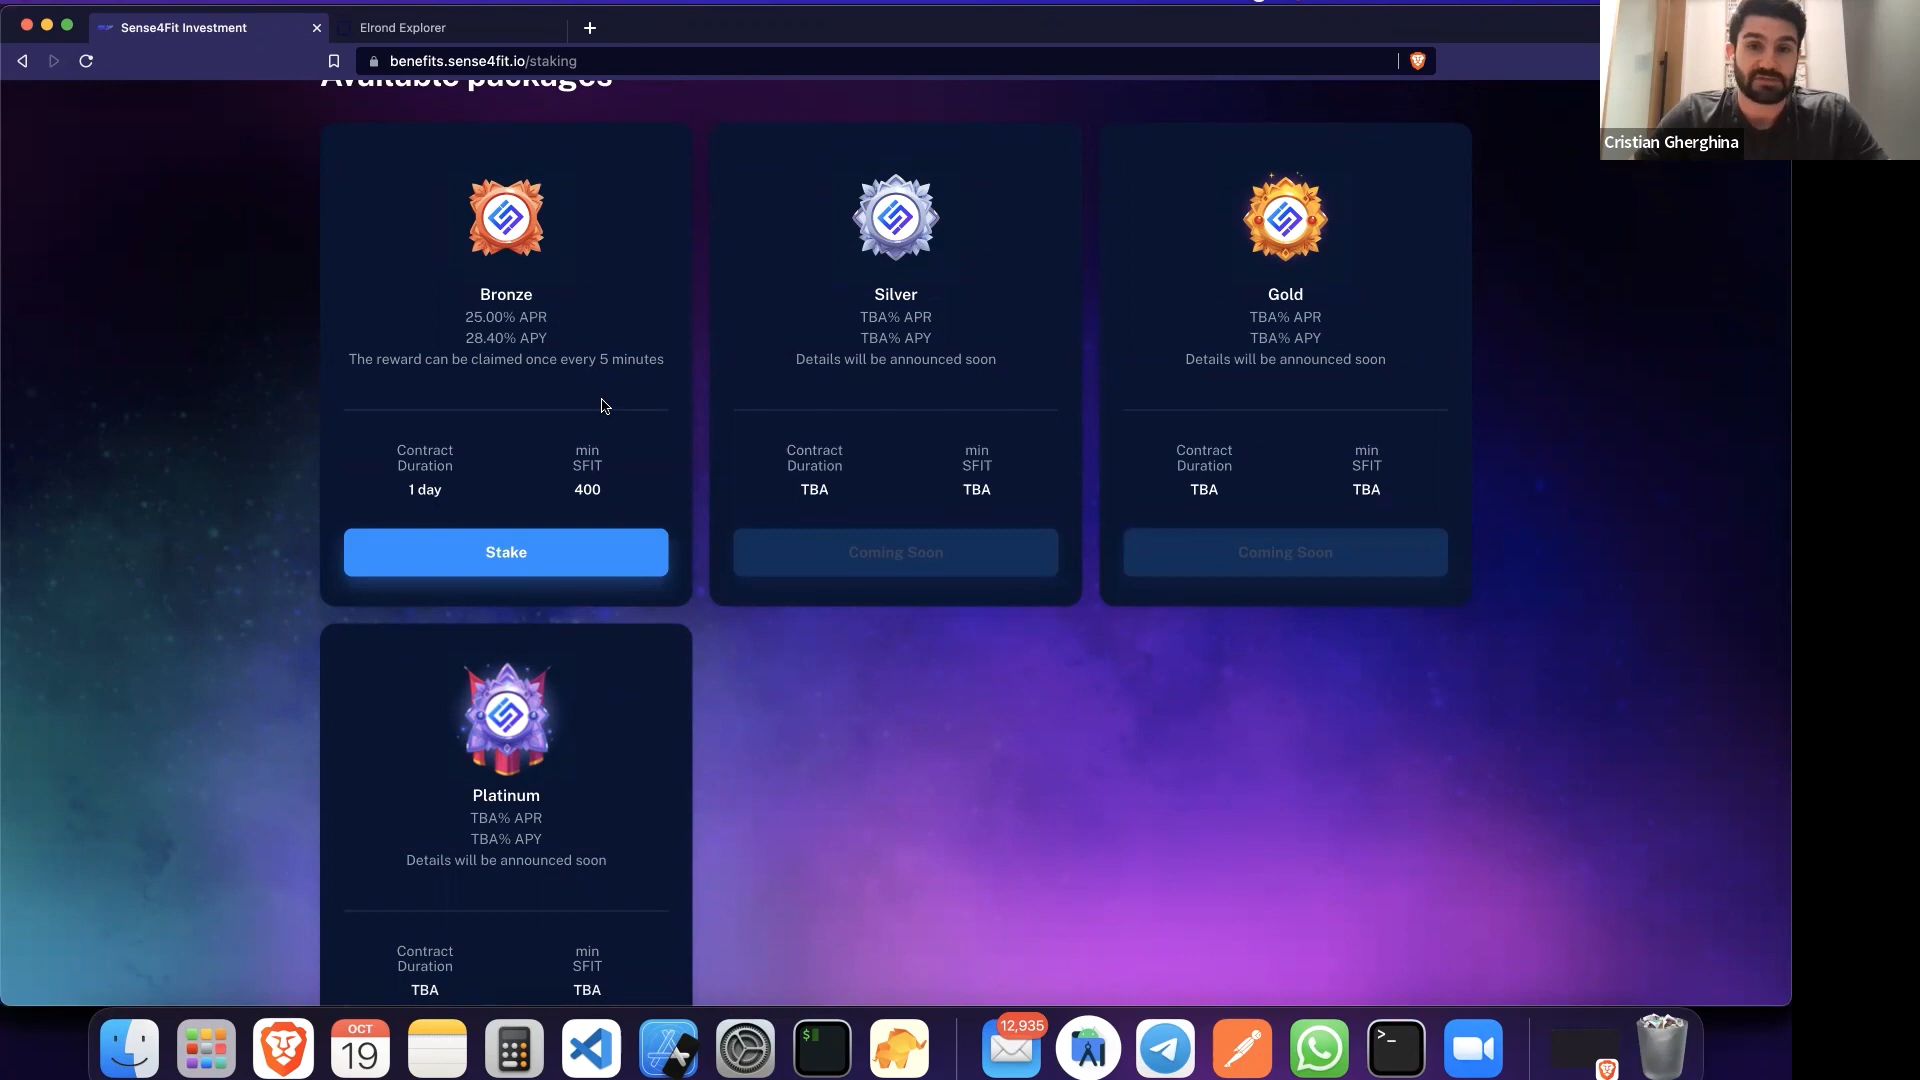 Sense4Fit Investment
Elrond Explorer
benefits.sense4fit.io/staking
Cristian Gherghina
Available packages
Bronze
25.00% APR
28.40% APY
The reward can be claimed once every 5 minutes
Contract Duration
min SFIT
1 day
400
Stake
Silver
TBA% APR
TBA% APY
Details will be announced soon
Contract Duration
min SFIT
TBA
TBA
Coming Soon
Gold
TBA% APR
TBA% APY
Details will be announced soon
Contract Duration
min SFIT
TBA
TBA
Coming Soon
Platinum
TBA% APR
TBA% APY
Details will be announced soon
Contract Duration
min SFIT
TBA
TBA
OCT
19
$
12,935
>_